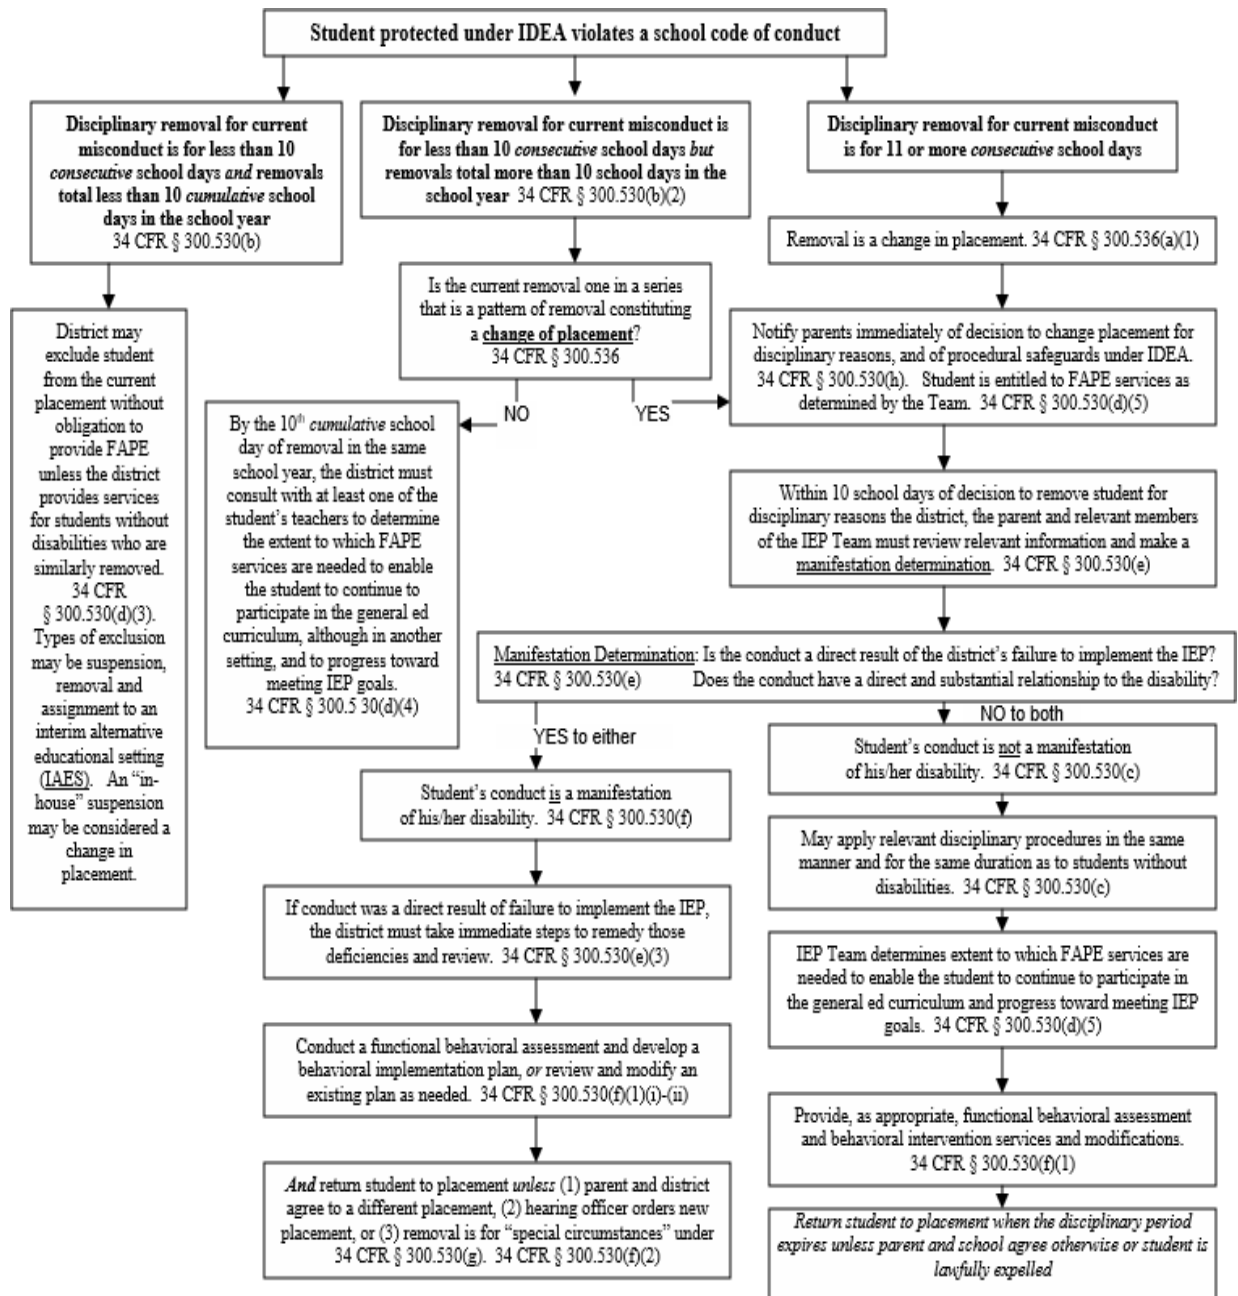 Student protected under IDEA violates a school code of conduct
Disciplinary removal for current
misconduct is for less than 10
consecutive school days and removals
total less than 10 cumulative school
days in the school year
34 CFR § 300.530(b)
Disciplinary removal for current misconduct is
for less than 10 consecutive school days but
removals total more than 10 school days in the
school year 34 CFR § 300.530(b)(2)
Disciplinary removal for current misconduct
is for 11 or more consecutive school days
Removal is a change in placement. 34 CFR § 300.536(a)(1)
Is the current removal one in a series
that is a pattern of removal constituting
a change of placement?
34 CFR § 300.536
NO
YES
District may
exclude student
from the current
placement without
obligation to
provide FAPE
unless the district
provides services
for students without
disabilities who are
similarly removed.
34 CFR
§ 300.530(d)(3).
Types of exclusion
may be suspension,
removal and
assignment to an
interim alternative
educational setting
(IAES). An “in-
house” suspension
may be considered a
change in
placement.
By the 10th cumulative school
day of removal in the same
school year, the district must
consult with at least one of the
student’s teachers to determine
the extent to which FAPE
services are needed to enable
the student to continue to
participate in the general ed
curriculum, although in another
setting, and to progress toward
meeting IEP goals.
34 CFR § 300.5 30(d)(4)
Notify parents immediately of decision to change placement for
disciplinary reasons, and of procedural safeguards under IDEA.
34 CFR § 300.530(h). Student is entitled to FAPE services as
determined by the Team. 34 CFR § 300.530(d)(5)
Within 10 school days of decision to remove student for
disciplinary reasons the district, the parent and relevant members
of the IEP Team must review relevant information and make a
manifestation determination. 34 CFR § 300.530(e)
Manifestation Determination: Is the conduct a direct result of the district’s failure to implement the IEP?
34 CFR § 300.530(e) Does the conduct have a direct and substantial relationship to the disability?
YES to either
NO to both
Student’s conduct is a manifestation
of his/her disability. 34 CFR § 300.530(f)
If conduct was a direct result of failure to implement the IEP,
the district must take immediate steps to remedy those
deficiencies and review. 34 CFR § 300.530(e)(3)
Conduct a functional behavioral assessment and develop a
behavioral implementation plan, or review and modify an
existing plan as needed. 34 CFR § 300.530(f)(1)(i)-(ii)
And return student to placement unless (1) parent and district
agree to a different placement, (2) hearing officer orders new
placement, or (3) removal is for “special circumstances” under
34 CFR § 300.530(g). 34 CFR § 300.530(f)(2)
Student’s conduct is not a manifestation
of his/her disability. 34 CFR § 300.530(c)
May apply relevant disciplinary procedures in the same
manner and for the same duration as to students without
disabilities. 34 CFR § 300.530(c)
IEP Team determines extent to which FAPE services are
needed to enable the student to continue to participate in
the general ed curriculum and progress toward meeting IEP
goals. 34 CFR § 300.530(d)(5)
Provide, as appropriate, functional behavioral assessment
and behavioral intervention services and modifications.
34 CFR § 300.530(f)(1)
Return student to placement when the disciplinary period
expires unless parent and school agree otherwise or student is
lawfully expelled